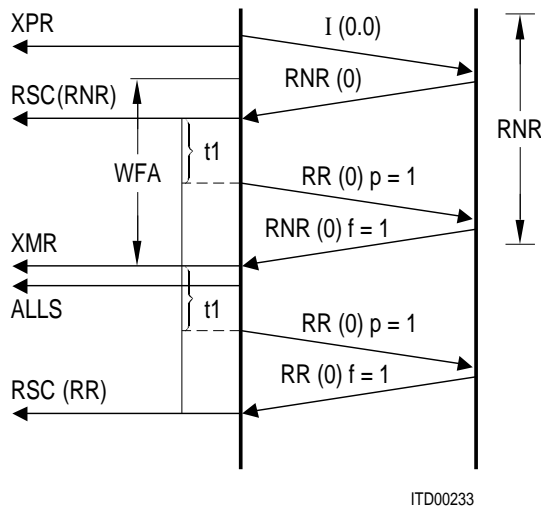 XPR
I (0.0)
RNR (0)
RSC(RNR)
RNR
t1
WFA
RR (0) p = 1
RNR (0) f = 1
XMR
ALLS
t1
RR (0) p = 1
RR (0) f = 1
RSC (RR)
ITD00233